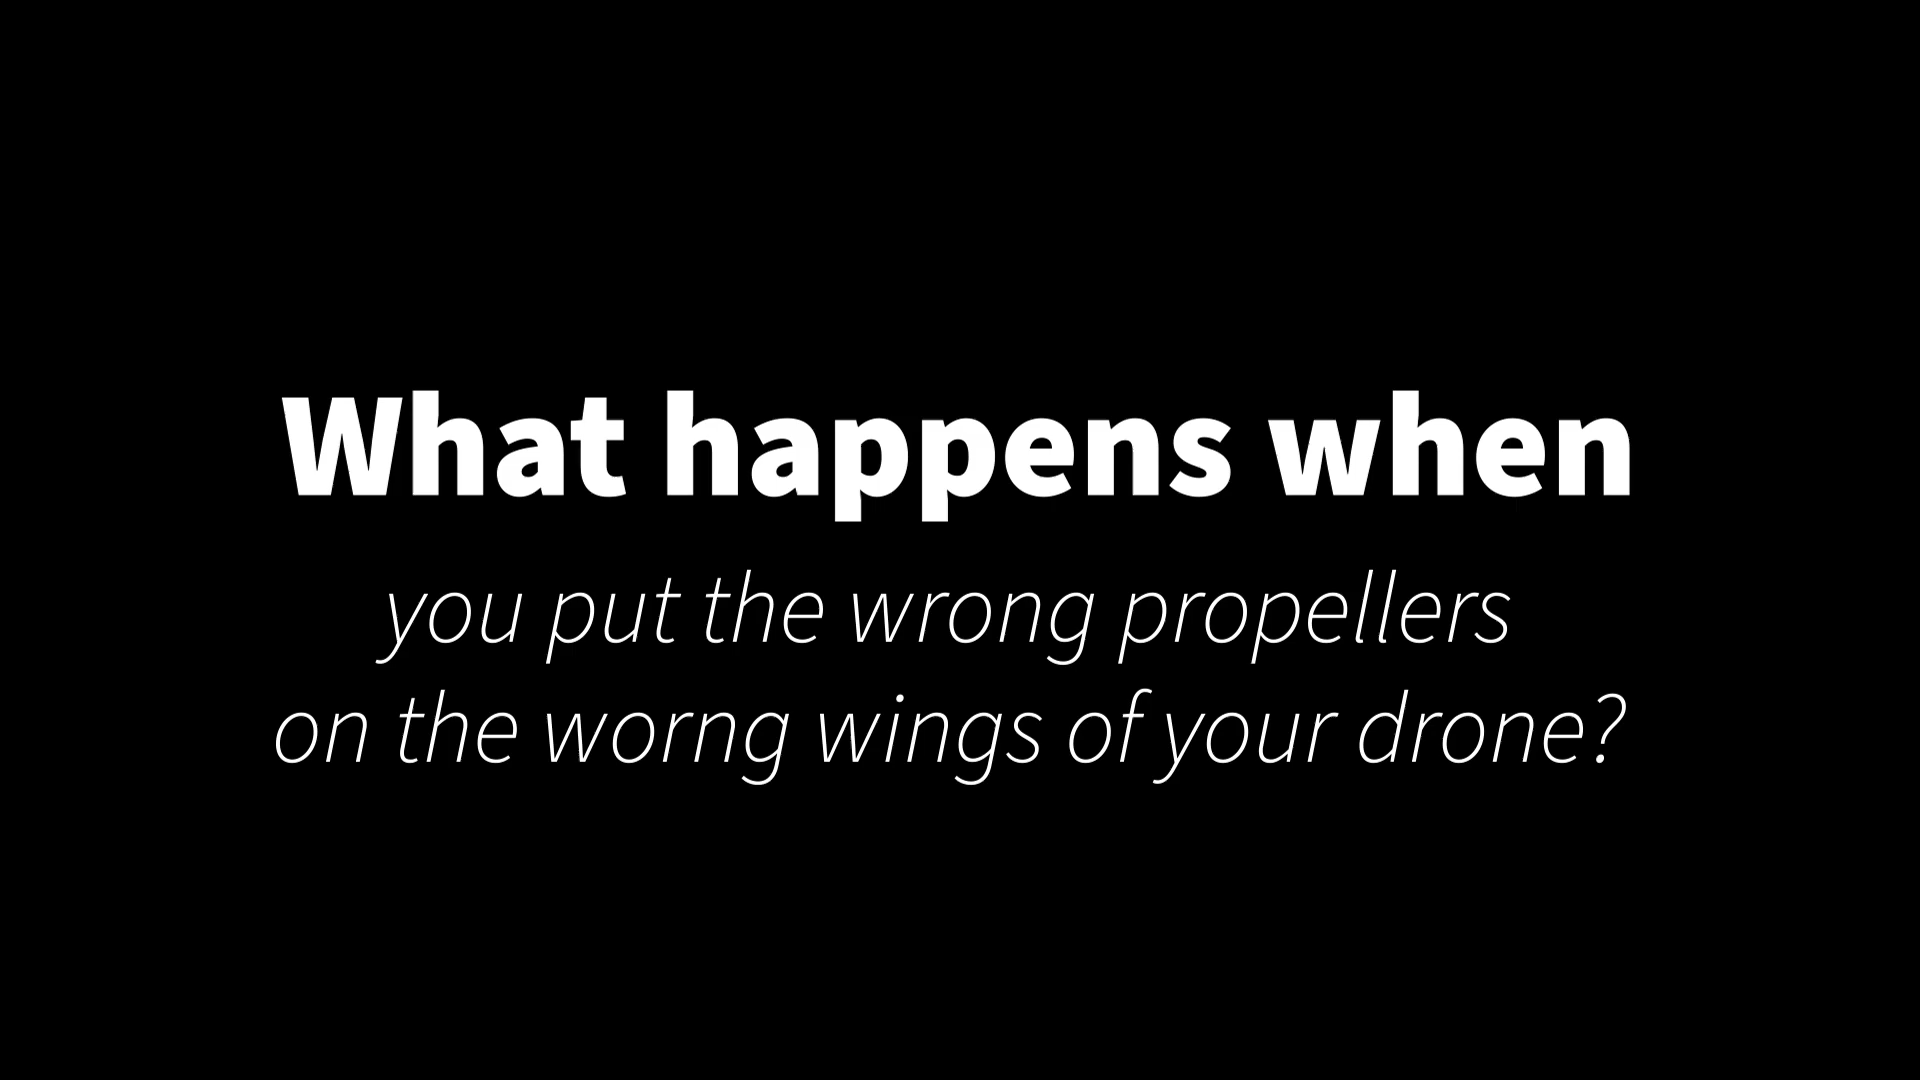 What happens when
you put the wrong propellers
on the worng wings of your drone?